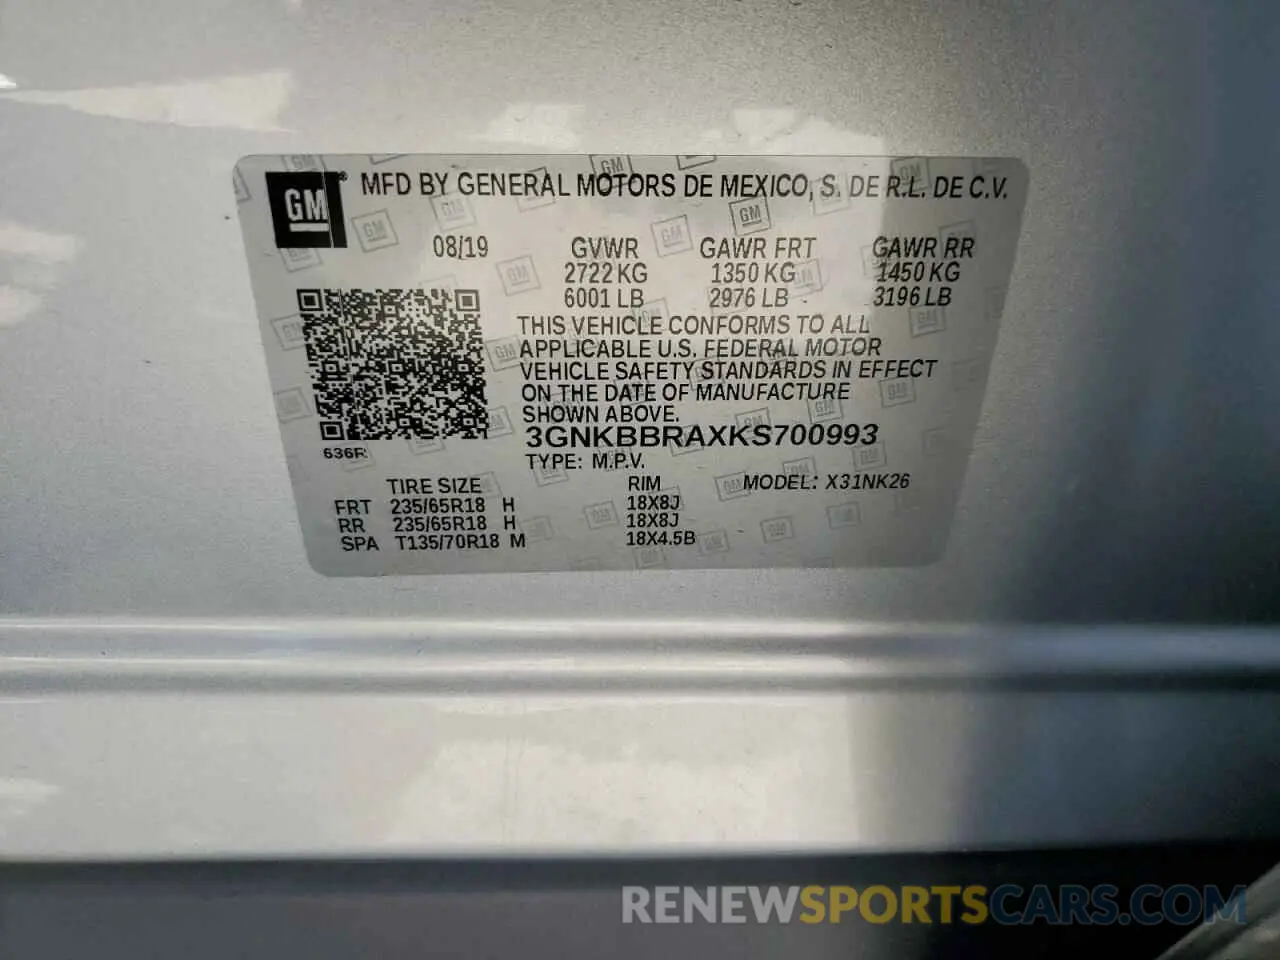 GM® MFD BY GENERAL MOTORS DE MEXICO, S. DE R.L. DE C.V.
08/19 GVWR GAWR FRT GAWR RR
2722 KG 1350 KG 1450 KG
6001 LB 2976 LB 3196 LB
THIS VEHICLE CONFORMS TO ALL
APPLICABLE U.S. FEDERAL MOTOR
VEHICLE SAFETY STANDARDS IN EFFECT
ON THE DATE OF MANUFACTURE
SHOWN ABOVE.
3GNKBBRAXKS700993
636R
TYPE: M.P.V.
TIRE SIZE RIM MODEL: X31NK26
FRT 235/65R18 H 18X8J
RR 235/65R18 H 18X8J
SPA T135/70R18 M 18X4.5B
RENEWSPORTSCARS.COM